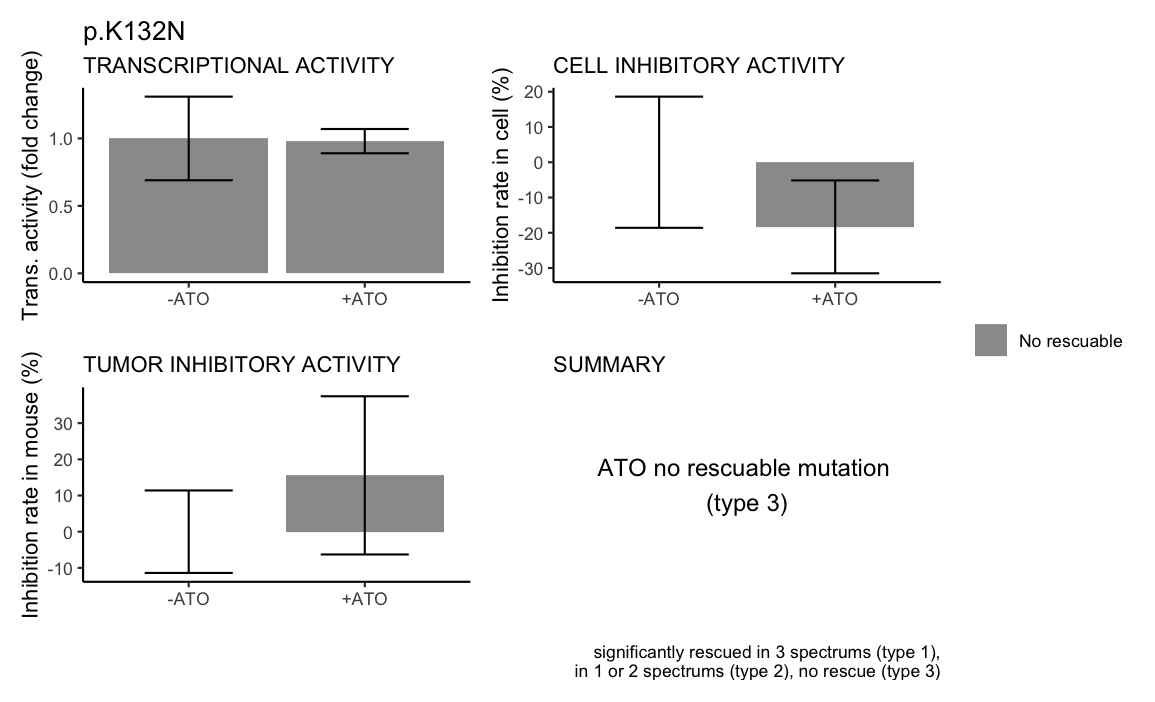 p.K132N
TRANSCRIPTIONAL ACTIVITY
Trans. activity (fold change)
1.0
0.5
0.0
-ATO
+ATO
CELL INHIBITORY ACTIVITY
Inhibition rate in cell (%)
20
10
0
-10
-20
-30
-ATO
+ATO
No rescuable
TUMOR INHIBITORY ACTIVITY
Inhibition rate in mouse (%)
30
20
10
0
-10
-ATO
+ATO
SUMMARY
ATO no rescuable mutation
(type 3)
significantly rescued in 3 spectrums (type 1),
in 1 or 2 spectrums (type 2), no rescue (type 3)